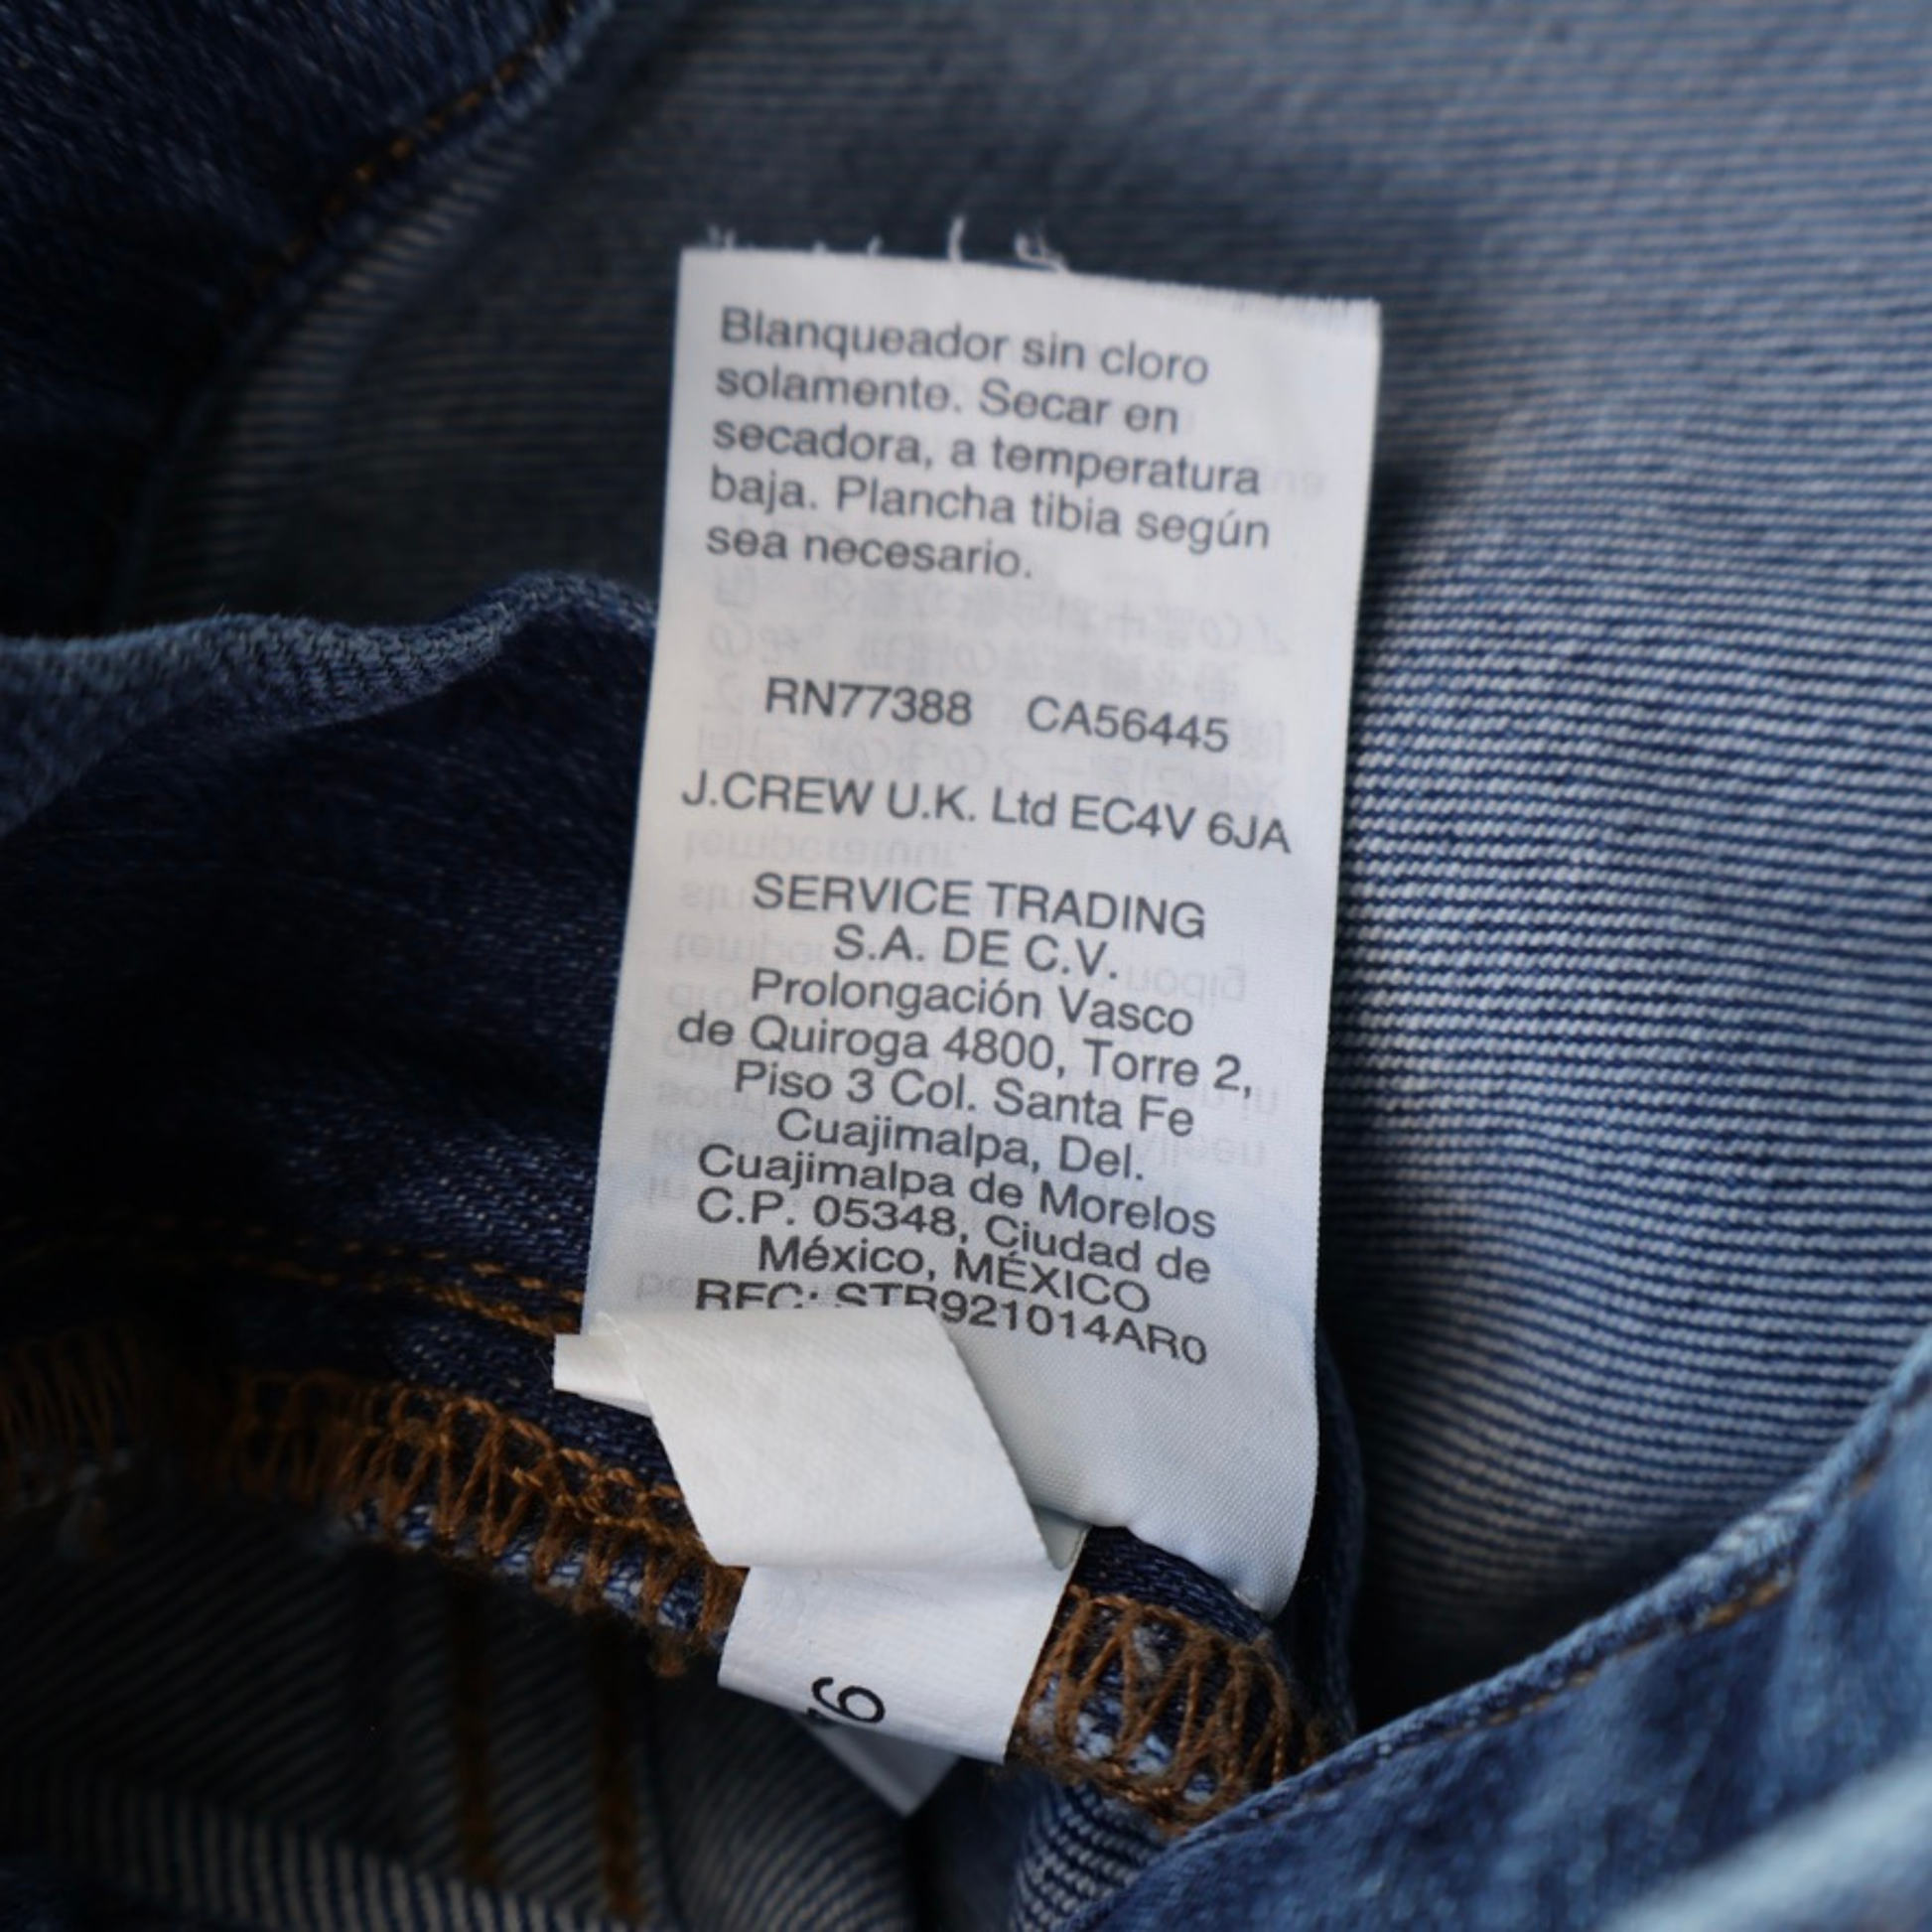 Blanqueador sin cloro
solamente. Secar en
secadora, a temperatura
baja. Plancha tibia según
sea necesario.
RN77388 CA56445
J.CREW U.K. Ltd EC4V 6JA
SERVICE TRADING
S.A. DE C.V.
Prolongación Vasco
de Quiroga 4800, Torre 2,
Piso 3 Col. Santa Fe
Cuajimalpa, Del.
Cuajimalpa de Morelos
C.P. 05348, Ciudad de
México, MÉXICO
RFC: STR921014AR0